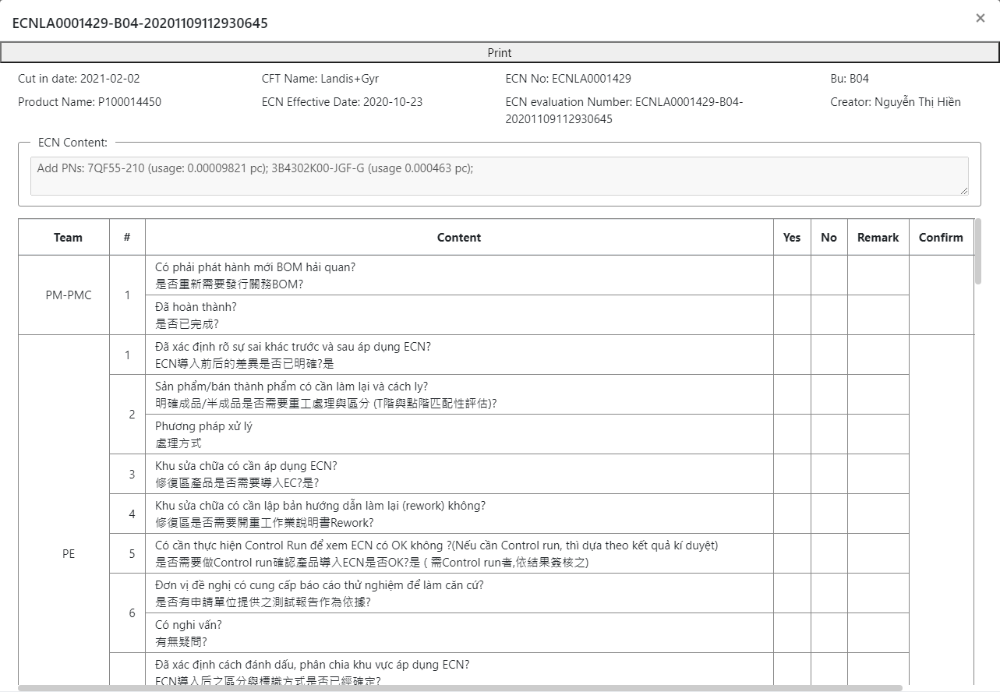 ECNLA0001429-B04-20201109112930645
×
Print
Cut in date: 2021-02-02
CFT Name: Landis+Gyr
ECN No: ECNLA0001429
Bu: B04
Product Name: P100014450
ECN Effective Date: 2020-10-23
ECN evaluation Number: ECNLA0001429-B04-
20201109112930645
Creator: Nguyễn Thị Hiền
ECN Content:
Add PNs: 7QF55-210 (usage: 0.00009821 pc); 3B4302K00-JGF-G (usage 0.000463 pc);
Team # Content Yes No Remark Confirm
PM-PMC
1
Có phải phát hành mới BOM hải quan?
是否重新需要發行關務BOM?
Đã hoàn thành?
是否已完成?
PE
1
Đã xác định rõ sự sai khác trước và sau áp dụng ECN?
ECN導入前后的差異是否已明確?是
2
Sản phẩm/bán thành phẩm có cần làm lại và cách ly?
明確成品/半成品是否需要重工處理與區分 (T階與點階匹配性評估)?
Phương pháp xử lý
處理方式
3
Khu sửa chữa có cần áp dụng ECN?
修復區產品是否需要導入EC?是?
4
Khu sửa chữa có cần lập bản hướng dẫn làm lại (rework) không?
修復區是否需要開重工作業說明書Rework?
5
Có cần thực hiện Control Run để xem ECN có OK không ?(Nếu cần Control run, thì dựa theo kết quả kí duyệt)
是否需要做Control run確認產品導入ECN是否OK?是 ( 需Control run者,依結果簽核之)
6
Đơn vị đề nghị có cung cấp báo cáo thử nghiệm để làm căn cứ?
是否有申請單位提供之測試報告作為依據?
Có nghi vấn?
有無疑問?
Đã xác định cách đánh dấu, phân chia khu vực áp dụng ECN?
ECN導入后之區分與標識方式是否已經確定?